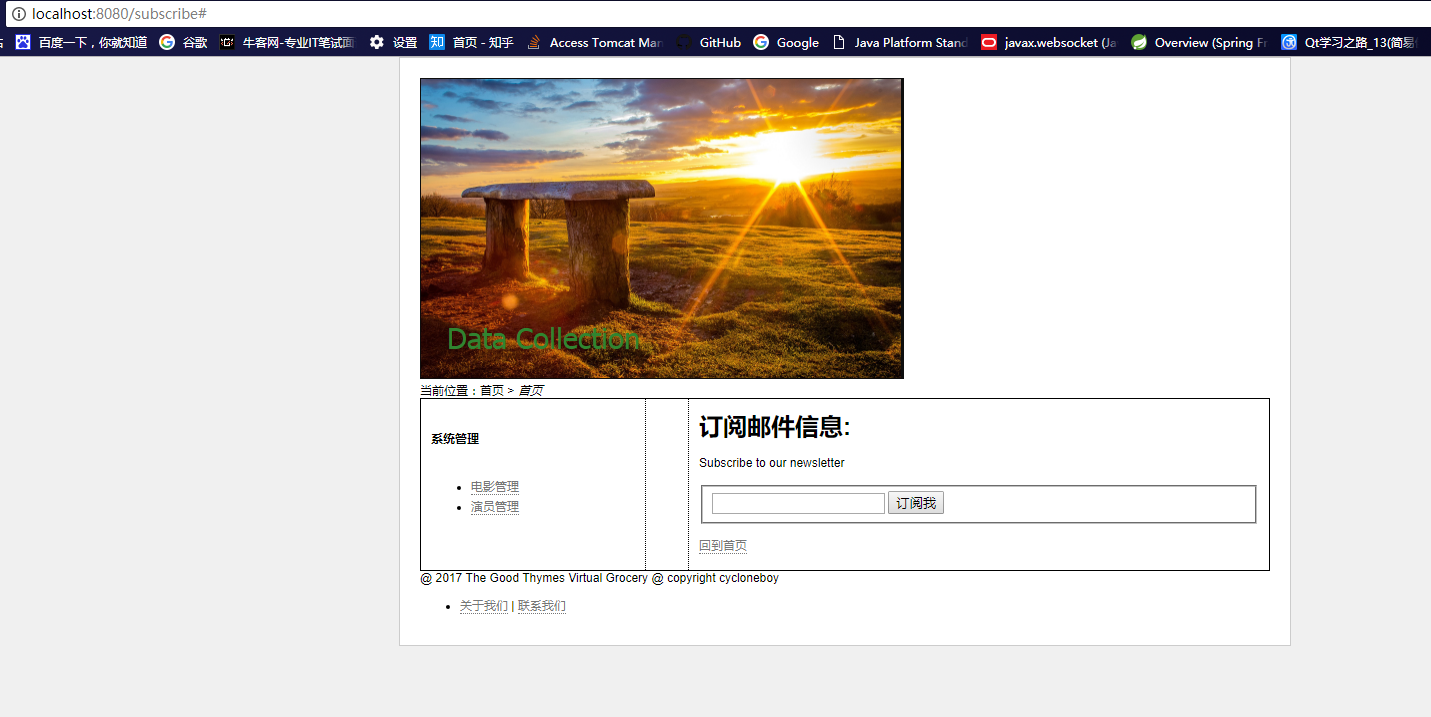 localhost:8080/subscribe#
百度一下，你就知道 谷歌 牛客网-专业IT笔试面 设置 首页 - 知乎 Access Tomcat Man GitHub Google Java Platform Stand javax.websocket (Ja Overview (Spring Fr Qt学习之路_13(简易
Data Collection
当前位置：首页 > 首页
系统管理
电影管理
演员管理
订阅邮件信息:
Subscribe to our newsletter
订阅我
回到首页
@ 2017 The Good Thymes Virtual Grocery @ copyright cycloneboy
关于我们 | 联系我们